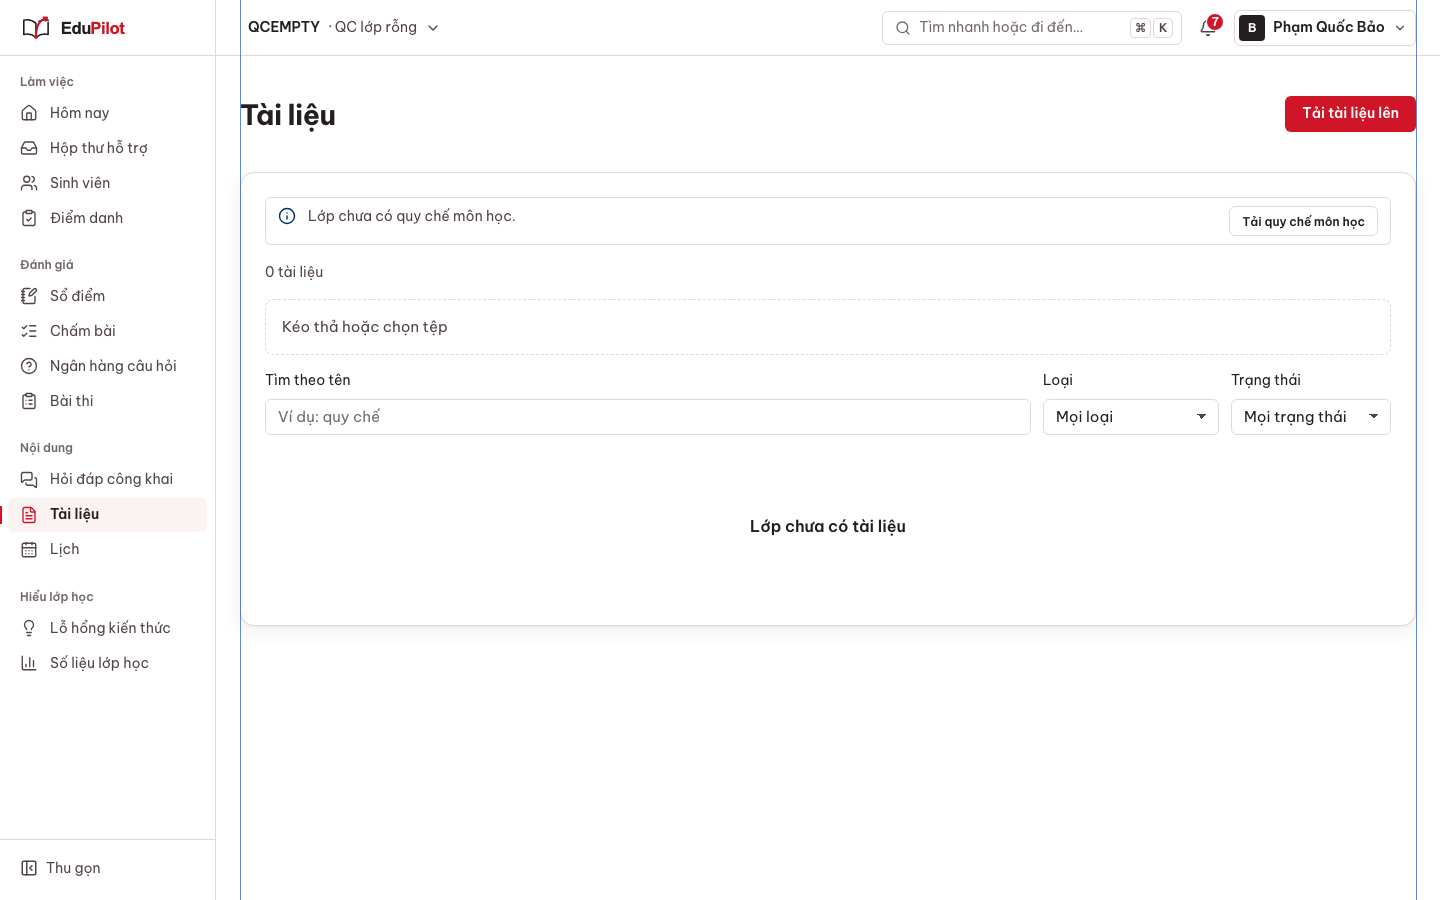 EduPilot
QCEMPTY · QC lớp rỗng
Tìm nhanh hoặc đi đến...
⌘ K
7
B Phạm Quốc Bảo
Làm việc
Hôm nay
Hộp thư hỗ trợ
Sinh viên
Điểm danh
Đánh giá
Sổ điểm
Chấm bài
Ngân hàng câu hỏi
Bài thi
Nội dung
Hỏi đáp công khai
Tài liệu
Lịch
Hiểu lớp học
Lỗ hổng kiến thức
Số liệu lớp học
Thu gọn
Tài liệu
Tải tài liệu lên
Lớp chưa có quy chế môn học.
Tải quy chế môn học
0 tài liệu
Kéo thả hoặc chọn tệp
Tìm theo tên
Ví dụ: quy chế
Loại
Mọi loại
Trạng thái
Mọi trạng thái
Lớp chưa có tài liệu